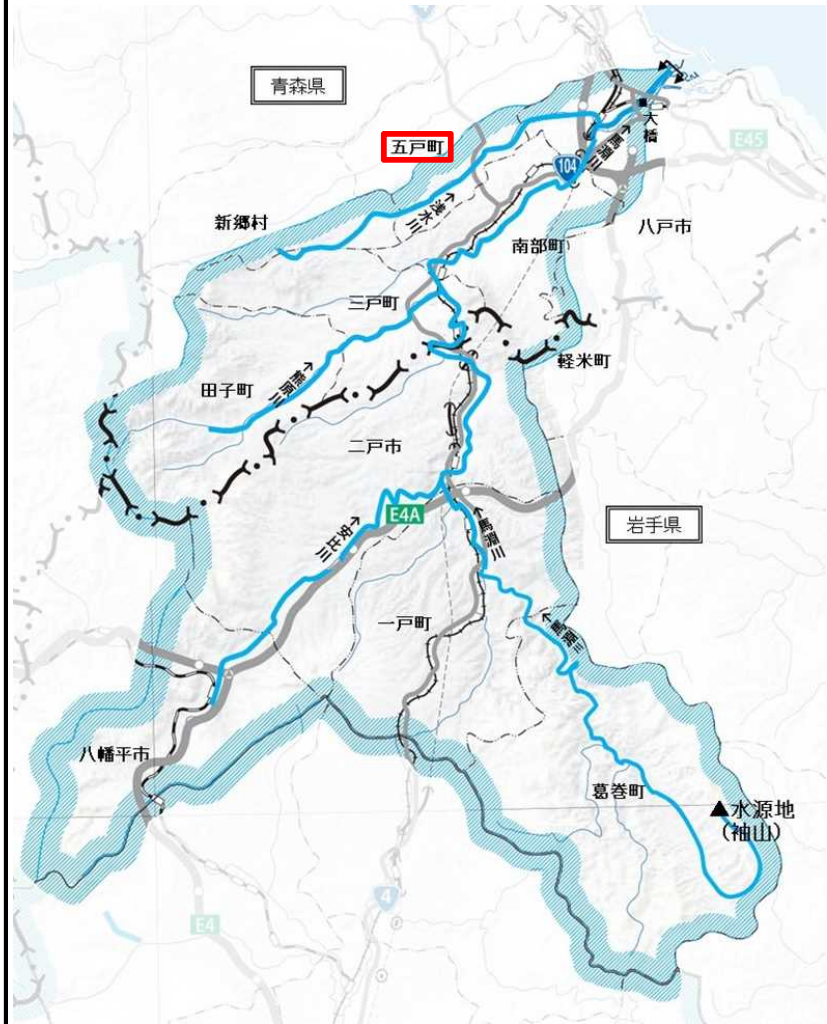 青森県
五戸町
大橋
E45
↑馬淵川
104
↑浅水川
新郷村
南部町
八戸市
三戸町
軽米町
↑熊原川
田子町
二戸市
E4A
↑馬淵川
岩手県
↑安比川
一戸町
↑馬淵川
八幡平市
葛巻町
▲水源地
(袖山)
4
E4